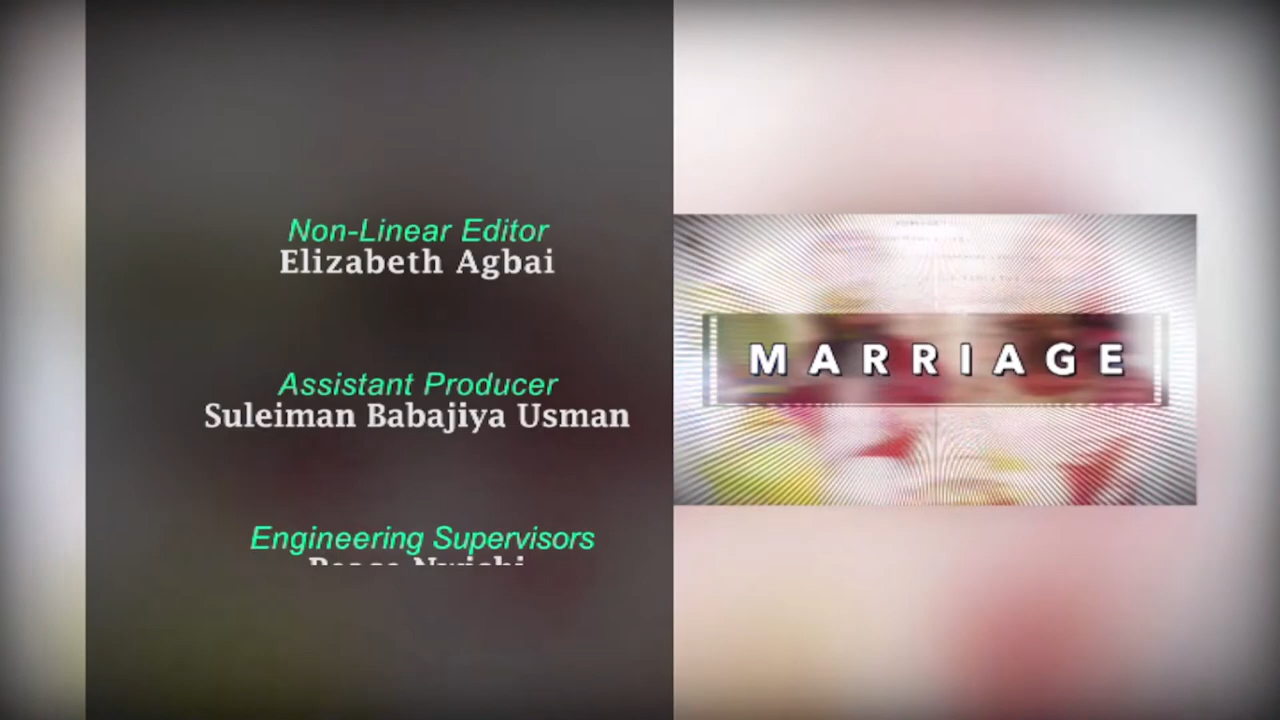 Non-Linear Editor
Elizabeth Agbai
Assistant Producer
Suleiman Babajiya Usman
Engineering Supervisors
MARRIAGE